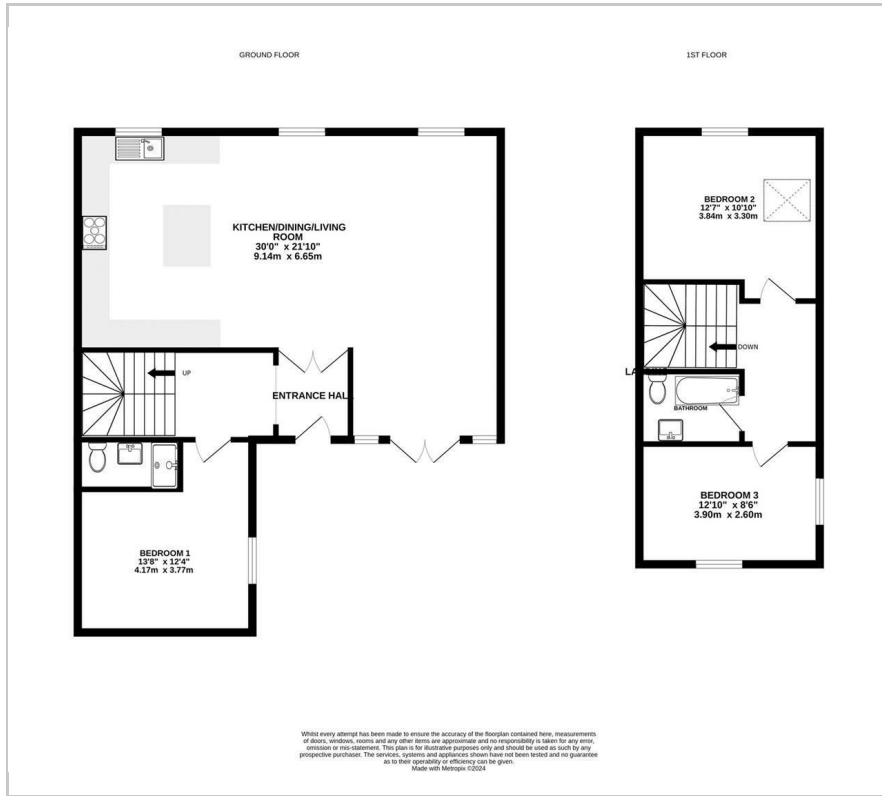 GROUND FLOOR
KITCHEN/DINING/LIVING
ROOM
30'0" x 21'10"
9.14m x 6.65m
UP
ENTRANCE HALL
BEDROOM 1
13'8" x 12'4"
4.17m x 3.77m
1ST FLOOR
BEDROOM 2
12'7" x 10'10"
3.84m x 3.30m
DOWN
BATHROOM
BEDROOM 3
12'10" x 8'6"
3.90m x 2.60m
Whilst every attempt has been made to ensure the accuracy of the floorplan contained here, measurements
of doors, windows, rooms and any other items are approximate and no responsibility is taken for any error,
omission or mis-statement. This plan is for illustrative purposes only and should be used as such by any
prospective purchaser. The services, systems and appliances shown have not been tested and no guarantee
as to their operability or efficiency can be given.
Made with Metropix ©2024